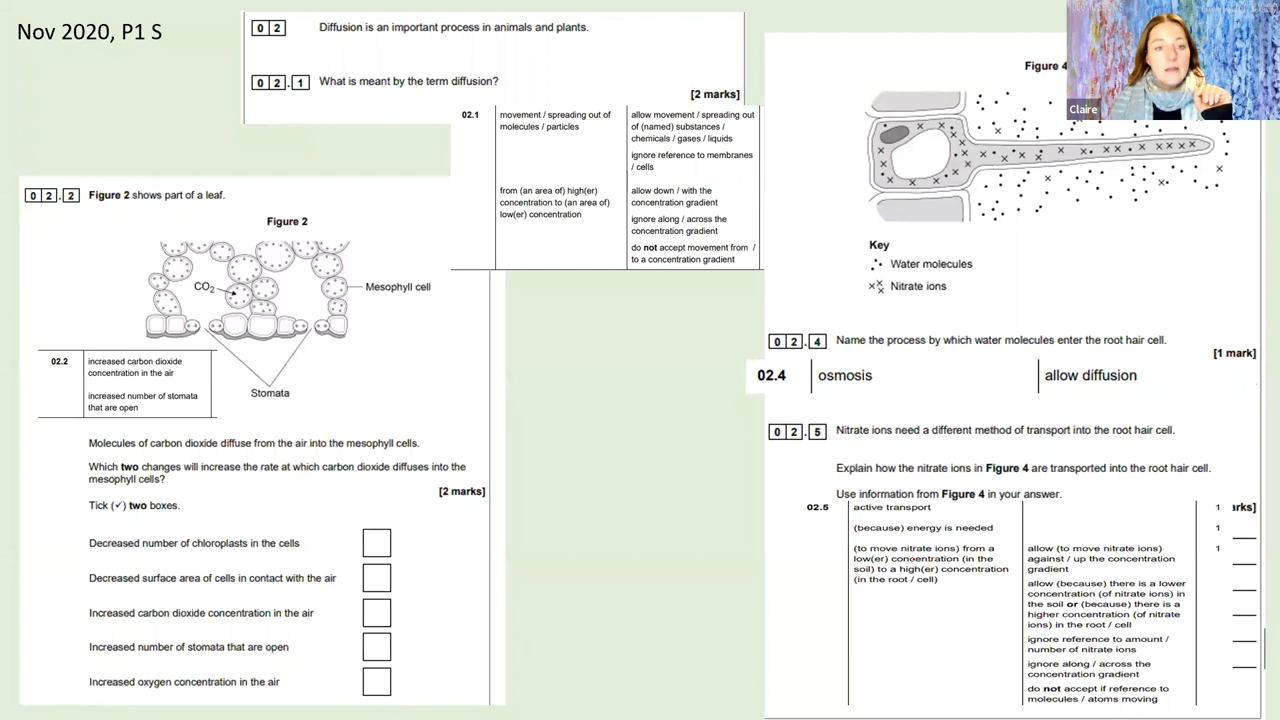 Nov 2020, P1 S
0 2 Diffusion is an important process in animals and plants.
0 2 . 1 What is meant by the term diffusion?
[2 marks]
02.1
movement / spreading out of
molecules / particles
allow movement / spreading out
of (named) substances /
chemicals / gases / liquids
ignore reference to membranes
/ cells
from (an area of) high(er)
concentration to (an area of)
low(er) concentration
allow down / with the
concentration gradient
ignore along / across the
concentration gradient
do not accept movement from /
to a concentration gradient
0 2 . 2 Figure 2 shows part of a leaf.
Figure 2
CO2
Mesophyll cell
Stomata
02.2
increased carbon dioxide
concentration in the air
increased number of stomata
that are open
Molecules of carbon dioxide diffuse from the air into the mesophyll cells.
Which two changes will increase the rate at which carbon dioxide diffuses into the
mesophyll cells?
[2 marks]
Tick (✓) two boxes.
Decreased number of chloroplasts in the cells
Decreased surface area of cells in contact with the air
Increased carbon dioxide concentration in the air
Increased number of stomata that are open
Increased oxygen concentration in the air
Figure 4
Claire
Key
Water molecules
Nitrate ions
0 2 . 4 Name the process by which water molecules enter the root hair cell.
[1 mark]
02.4 osmosis allow diffusion
0 2 . 5 Nitrate ions need a different method of transport into the root hair cell.
Explain how the nitrate ions in Figure 4 are transported into the root hair cell.
Use information from Figure 4 in your answer.
arks]
02.5 active transport 1
(because) energy is needed 1
(to move nitrate ions) from a
low(er) concentration (in the
soil) to a high(er) concentration
(in the root / cell)
allow (to move nitrate ions)
against / up the concentration
gradient
1
allow (because) there is a lower
concentration (of nitrate ions) in
the soil or (because) there is a
higher concentration (of nitrate
ions) in the root / cell
ignore reference to amount /
number of nitrate ions
ignore along / across the
concentration gradient
do not accept if reference to
molecules / atoms moving